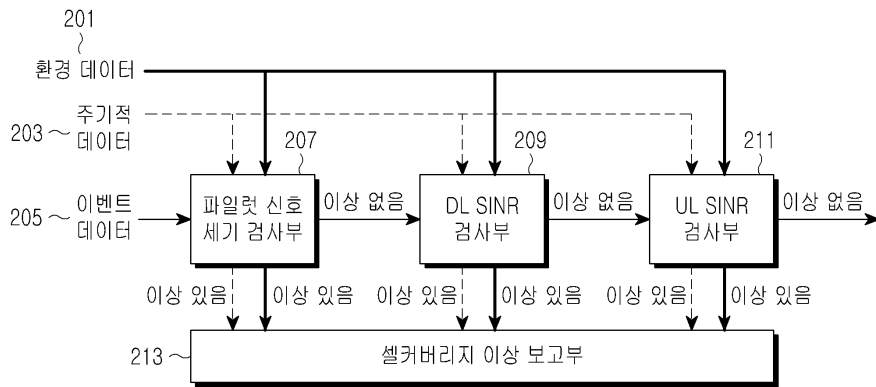 201
환경 데이터
203
주기적
데이터
205
이벤트
데이터
207
파일럿 신호
세기 검사부
이상 없음
209
DL SINR
검사부
이상 없음
211
UL SINR
검사부
이상 없음
이상 있음
이상 있음
이상 있음
이상 있음
이상 있음
이상 있음
213
셀커버리지 이상 보고부